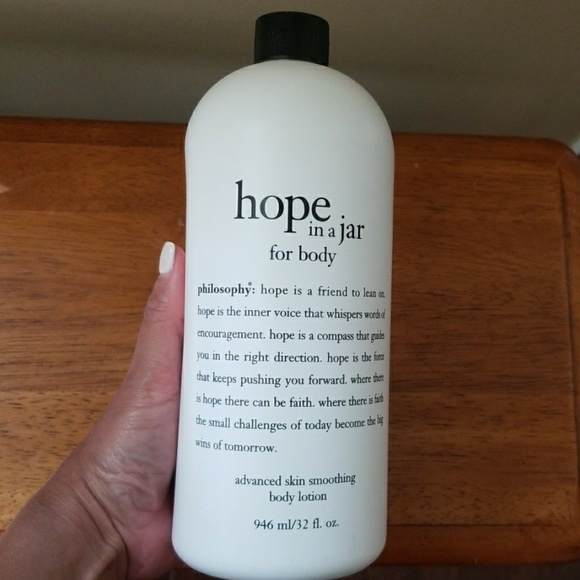 hope
in a jar
for body
philosophy®: hope is a friend to lean on.
hope is the inner voice that whispers words of
encouragement. hope is a compass that guides
you in the right direction. hope is the force
that keeps pushing you forward. where there
is hope there can be faith. where there is faith
the small challenges of today become the big
wins of tomorrow.
advanced skin smoothing
body lotion
946 ml/32 fl. oz.